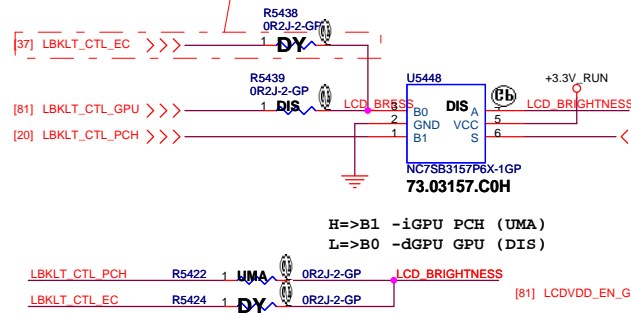 R5438
0R2J-2-GP
[37] LBKLT_CTL_EC 1 DY
R5439
0R2J-2-GP
U5448
+3.3V_RUN
[81] LBKLT_CTL_GPU 1 DIS LCD_BRESS 3 B0 DIS A 4 LCD_BRIGHTNESS
2 GND VCC 5
[20] LBKLT_CTL_PCH 1 B1 S 6
NC7SB3157P6X-1GP
73.03157.C0H
H=>B1 -iGPU PCH (UMA)
L=>B0 -dGPU GPU (DIS)
LBKLT_CTL_PCH R5422 1 UMA 0R2J-2-GP LCD_BRIGHTNESS
[81] LCDVDD_EN_G
LBKLT_CTL_EC R5424 1 DY 0R2J-2-GP